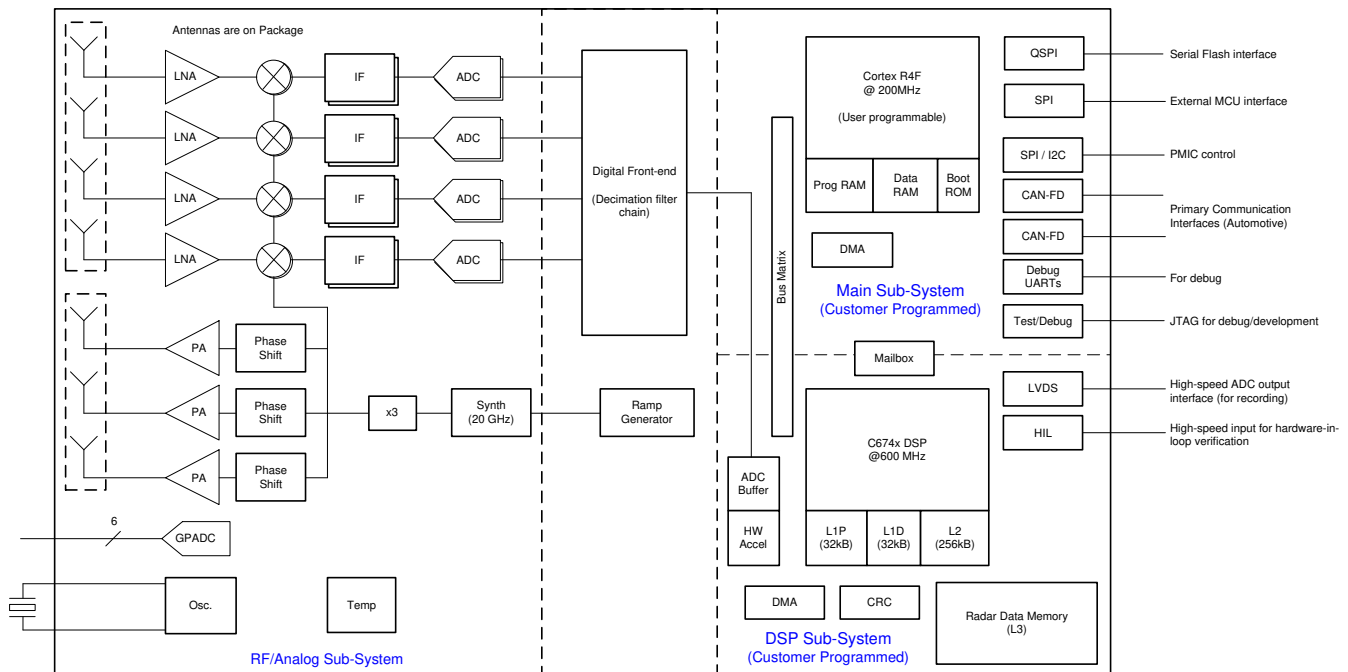 Antennas are on Package
LNA
IF
ADC
LNA
IF
ADC
LNA
IF
ADC
LNA
IF
ADC
Digital Front-end
(Decimation filter
chain)
PA
Phase
Shift
PA
Phase
Shift
PA
Phase
Shift
x3
Synth
(20 GHz)
Ramp
Generator
6
GPADC
Osc.
Temp
RF/Analog Sub-System
Bus Matrix
Cortex R4F
@ 200MHz
(User programmable)
Prog RAM
Data
RAM
Boot
ROM
DMA
Main Sub-System
(Customer Programmed)
Mailbox
QSPI
Serial Flash interface
SPI
External MCU interface
SPI / I2C
PMIC control
CAN-FD
CAN-FD
Primary Communication
Interfaces (Automotive)
Debug
UARTs
For debug
Test/Debug
JTAG for debug/development
LVDS
High-speed ADC output
interface (for recording)
HIL
High-speed input for hardware-in-
loop verification
C674x DSP
@600 MHz
L1P
(32kB)
L1D
(32kB)
L2
(256kB)
ADC
Buffer
HW
Accel
DMA
CRC
Radar Data Memory
(L3)
DSP Sub-System
(Customer Programmed)